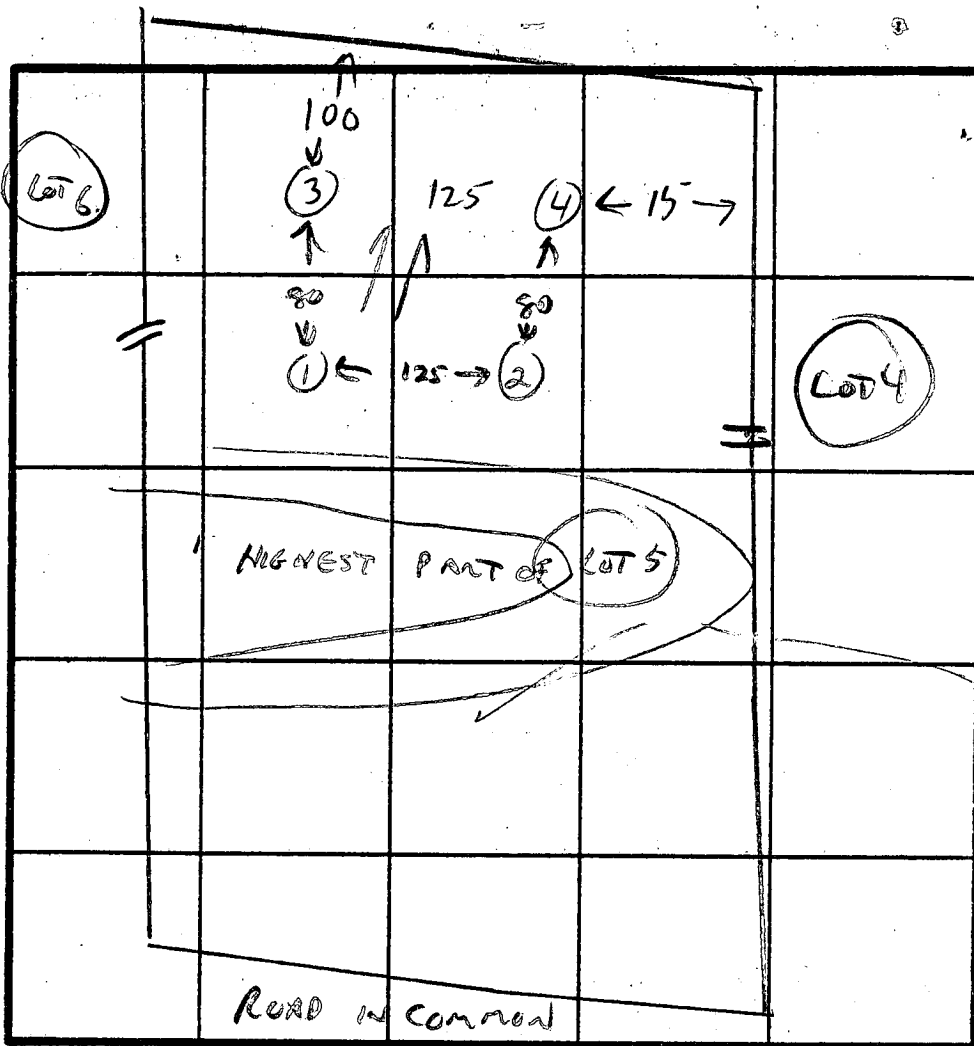 100
LOT 6.
③ 125 ④ ← 15 →
80 80
① ← 125 → ②
LOT 4
HIGHEST PART OF LOT 5
ROAD IN COMMON